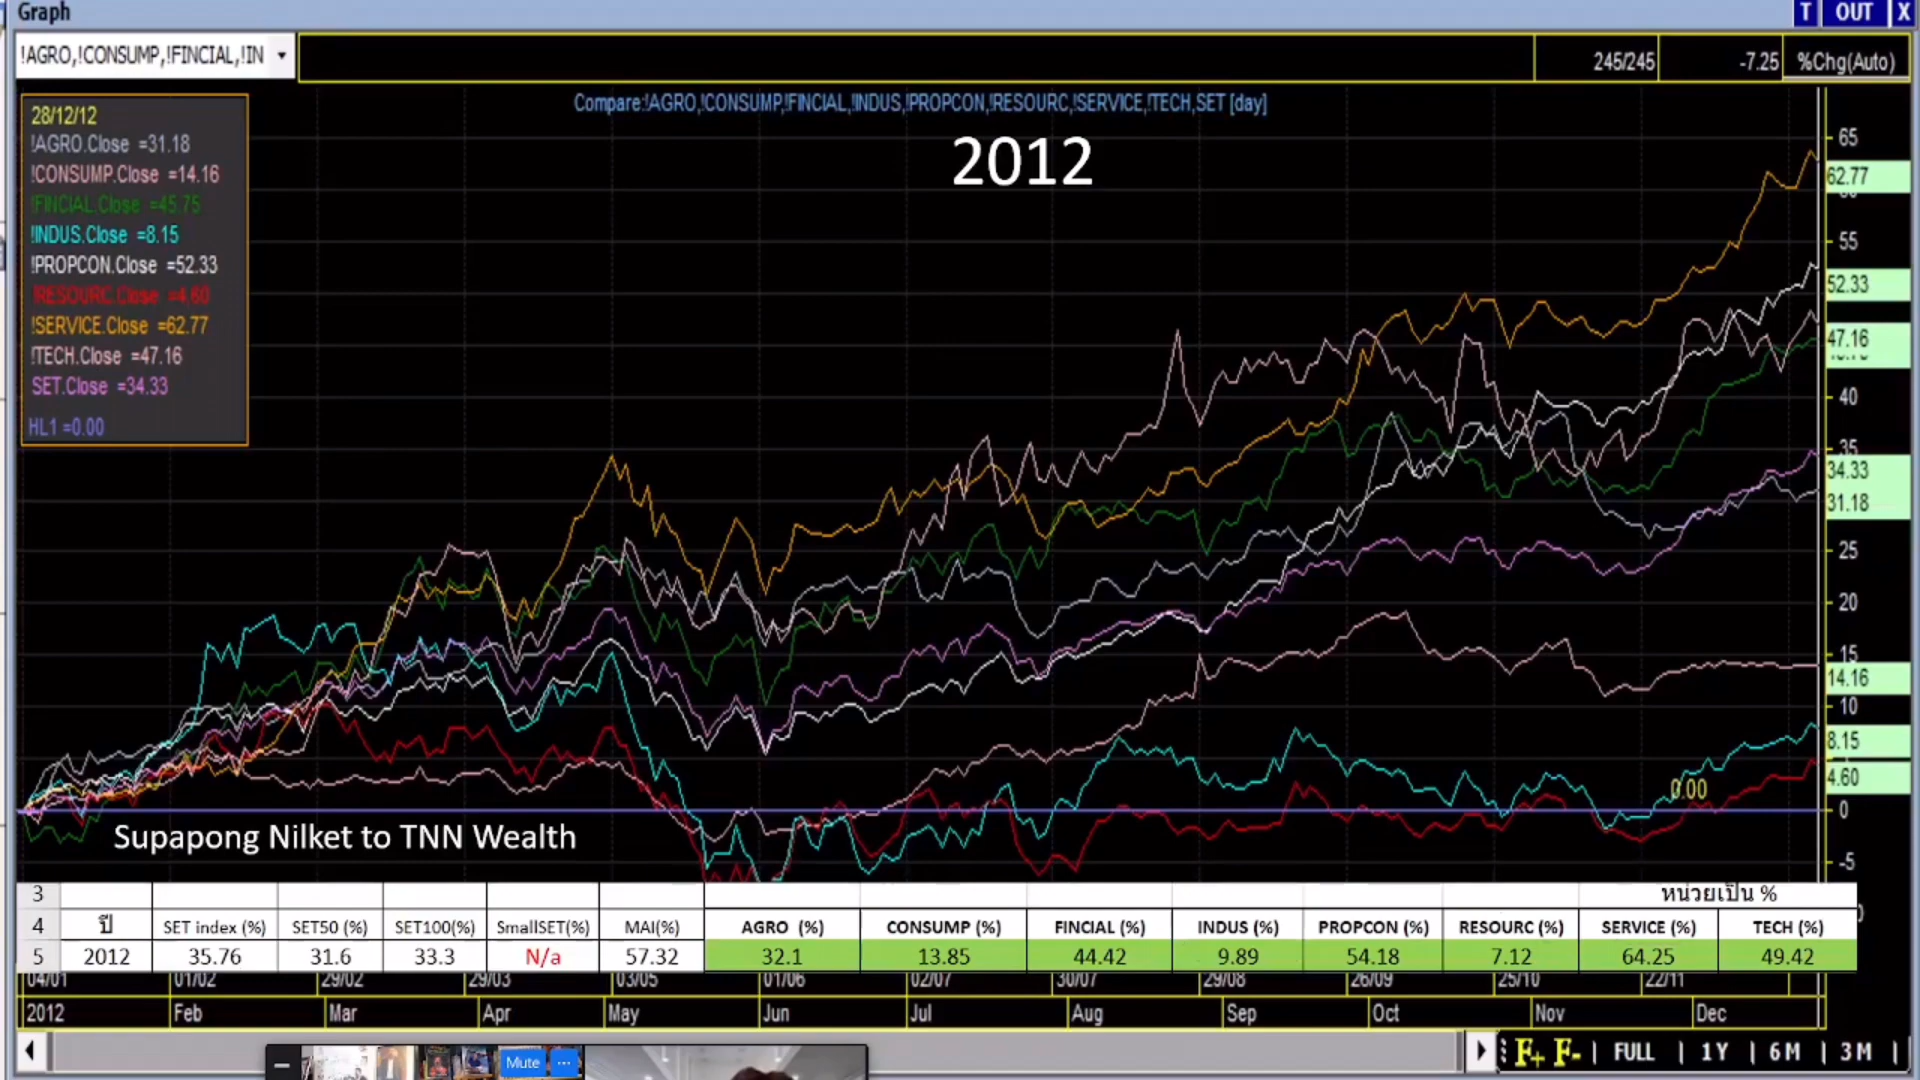 Graph
T OUT X
!AGRO,!CONSUMP,!FINCIAL,!IN
245/245 -7.25 %Chg(Auto)
Compare:!AGRO,!CONSUMP,!FINCIAL,!INDUS,!PROPCON,!RESOURC,!SERVICE,!TECH,SET [day]
2012
28/12/12
!AGRO.Close =31.18
!CONSUMP.Close =14.16
!FINCIAL.Close =45.75
!INDUS.Close =8.15
!PROPCON.Close =52.33
!RESOURC.Close =4.60
!SERVICE.Close =62.77
!TECH.Close =47.16
SET.Close =34.33
HL1 =0.00
65
62.77
55
52.33
47.16
40
35
34.33
31.18
25
20
15
14.16
10
8.15
4.60
0.00
0
-5
Supapong Nilket to TNN Wealth
3 หน่วยเป็น %
4 ปี SET index (%) SET50 (%) SET100(%) SmallSET(%) MAI(%) AGRO (%) CONSUMP (%) FINCIAL (%) INDUS (%) PROPCON (%) RESOURC (%) SERVICE (%) TECH (%)
5 2012 35.76 31.6 33.3 N/a 57.32 32.1 13.85 44.42 9.89 54.18 7.12 64.25 49.42
04/01 01/02 29/02 29/03 03/05 01/06 02/07 30/07 29/08 26/09 25/10 22/11
2012 Feb Mar Apr May Jun Jul Aug Sep Oct Nov Dec
Mute ...
F+ F- | FULL | 1Y | 6M | 3M |